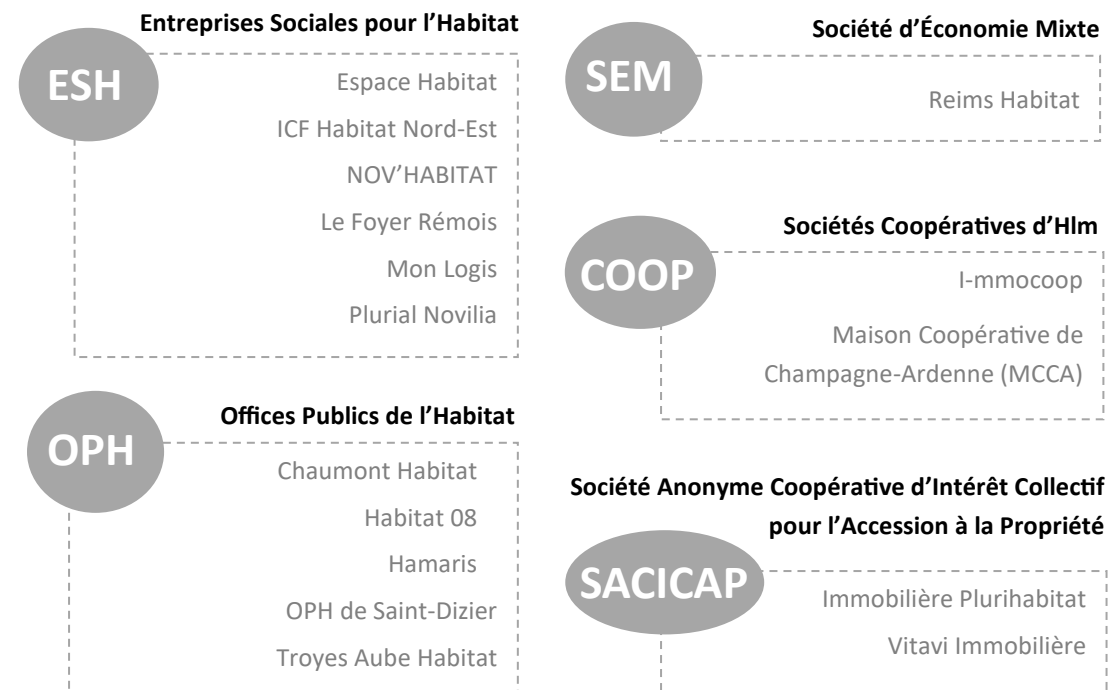 Entreprises Sociales pour l’Habitat
ESH
Espace Habitat
ICF Habitat Nord-Est
NOV’HABITAT
Le Foyer Rémois
Mon Logis
Plurial Novilia
Offices Publics de l’Habitat
OPH
Chaumont Habitat
Habitat 08
Hamaris
OPH de Saint-Dizier
Troyes Aube Habitat
Société d’Économie Mixte
SEM
Reims Habitat
Sociétés Coopératives d’Hlm
COOP
I-mmocoop
Maison Coopérative de
Champagne-Ardenne (MCCA)
Société Anonyme Coopérative d’Intérêt Collectif
pour l’Accession à la Propriété
SACICAP
Immobilière Plurihabitat
Vitavi Immobilière